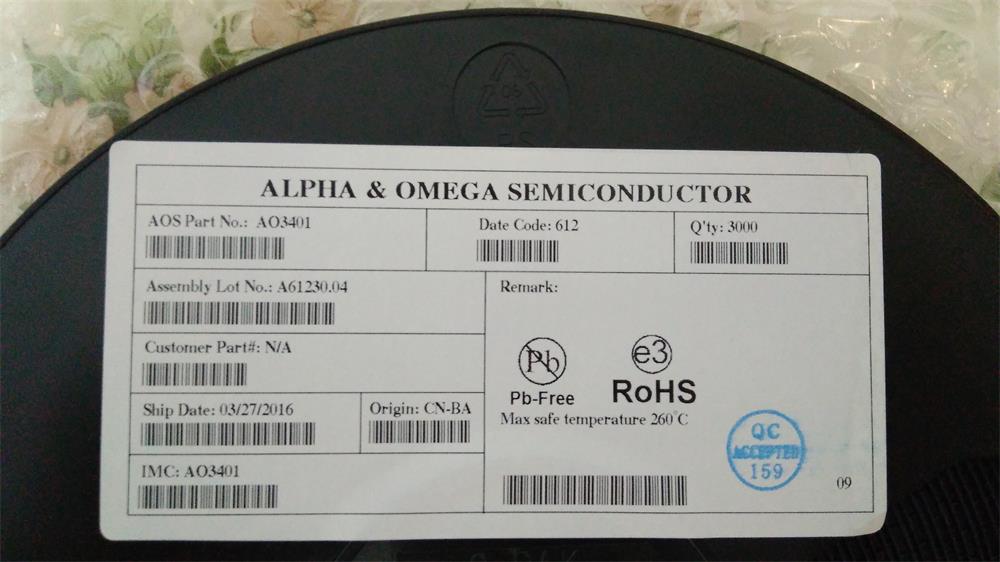 06
PS
ALPHA & OMEGA SEMICONDUCTOR
AOS Part No.: AO3401
Date Code: 612
Q'ty: 3000
Assembly Lot No.: A61230.04
Remark:
Customer Part#: N/A
Pb
e3
Pb-Free
RoHS
Ship Date: 03/27/2016
Origin: CN-BA
Max safe temperature 260°C
QC
ACCEPTED
159
IMC: AO3401
09